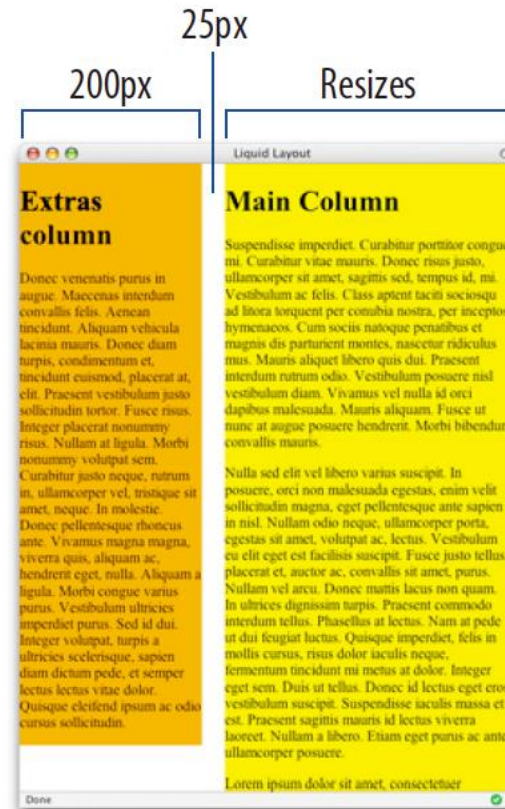 25px
200px
Resizes
Liquid Layout
Extras
column
Donec venenatis purus in
augue. Maecenas interdum
convallis felis. Aenean
tincidunt. Aliquam vehicula
lacinia mauris. Donec diam
turpis, condimentum et,
tincidunt euismod, placerat at,
elit. Praesent vestibulum justo
sollicitudin tortor. Fusce risus.
Integer placerat nonummy
risus. Nullam at ligula. Morbi
nonummy volutpat sem.
Curabitur justo neque, rutrum
in, ullamcorper vel, tristique sit
amet, neque. In molestie.
Donec pellentesque rhoncus
ante. Vivamus magna magna,
viverra quis, aliquam ac,
hendrerit eget, nulla. Aliquam a
ligula. Morbi congue varius
purus. Vestibulum ultricies
imperdiet purus. Sed id dui.
Integer volutpat, turpis a
ultricies scelerisque, sapien
diam dictum pede, et semper
lectus lectus vitae dolor.
Quisque eleifend ipsum ac odio
cursus sollicitudin.
Main Column
Suspendisse imperdiet. Curabitur porttitor congue
mi. Curabitur vitae mauris. Donec risus justo,
ullamcorper sit amet, sagittis sed, tempus id, mi.
Vestibulum ac felis. Class aptent taciti sociosqu
ad litora torquent per conubia nostra, per inceptos
hymenaeos. Cum sociis natoque penatibus et
magnis dis parturient montes, nascetur ridiculus
mus. Mauris aliquet libero quis dui. Praesent
interdum rutrum odio. Vestibulum posuere nisl
vestibulum diam. Vivamus vel nulla id orci
dapibus malesuada. Mauris aliquam. Fusce ut
nunc at augue posuere hendrerit. Morbi bibendum
convallis mauris.
Nulla sed elit vel libero varius suscipit. In
posuere, orci non malesuada egestas, enim velit
sollicitudin magna, eget pellentesque ante sapien
in nisl. Nullam odio neque, ullamcorper porta,
egestas sit amet, volutpat ac, lectus. Vestibulum
eu elit eget est facilisis suscipit. Fusce justo tellus,
placerat et, auctor ac, convallis sit amet, purus.
Nullam vel arcu. Donec mattis lacus non quam.
In ultrices dignissim turpis. Praesent commodo
interdum tellus. Phasellus at lectus. Nam at pede
ut dui feugiat luctus. Quisque imperdiet, felis in
mollis cursus, risus dolor iaculis neque,
fermentum tincidunt mi metus at dolor. Integer
eget sem. Duis ut tellus. Donec id lectus eget eros
vestibulum suscipit. Suspendisse iaculis massa et
est. Praesent sagittis mauris id lectus viverra
laoreet. Nullam a libero. Etiam eget purus ac ante
ullamcorper posuere.
Lorem ipsum dolor sit amet, consectetuer
Done